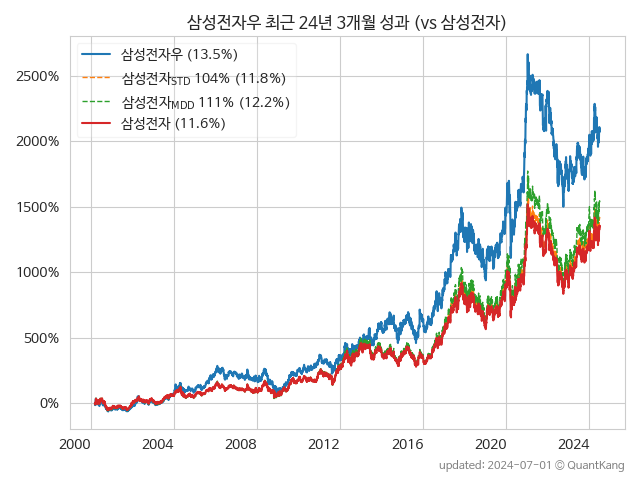 삼성전자우 최근 24년 3개월 성과 (vs 삼성전자)
삼성전자우 (13.5%)
삼성전자STD 104% (11.8%)
삼성전자MDD 111% (12.2%)
삼성전자 (11.6%)
2500%
2000%
1500%
1000%
500%
0%
2000 2004 2008 2012 2016 2020 2024
updated: 2024-07-01 © QuantKang